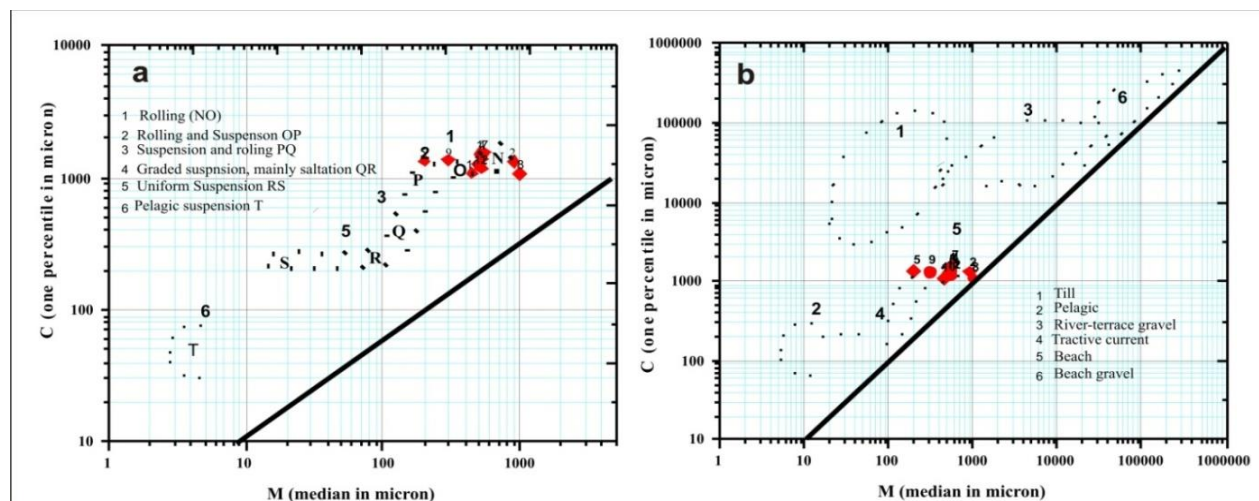 a
10000
1000
100
10
1
10
100
1000
C (one percentile in micron)
M (median in micron)
1 Rolling (NO)
2 Rolling and Suspenson OP
3 Suspension and roling PQ
4 Graded suspnsion, mainly saltation QR
5 Uniform Suspension RS
6 Pelagic suspension T
1
2
9
N
O
P
3
Q
5
R
S
6
T
b
1000000
100000
10000
1000
100
10
1
10
100
1000
10000
100000
1000000
C (one percentile in micron)
M (median in micron)
1
3
6
5
5
9
2
4
1 Till
2 Pelagic
3 River-terrace gravel
4 Tractive current
5 Beach
6 Beach gravel